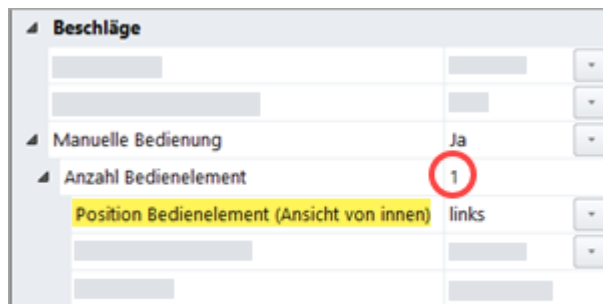 Beschläge
Manuelle Bedienung Ja
Anzahl Bedienelement 1
Position Bedienelement (Ansicht von innen) links